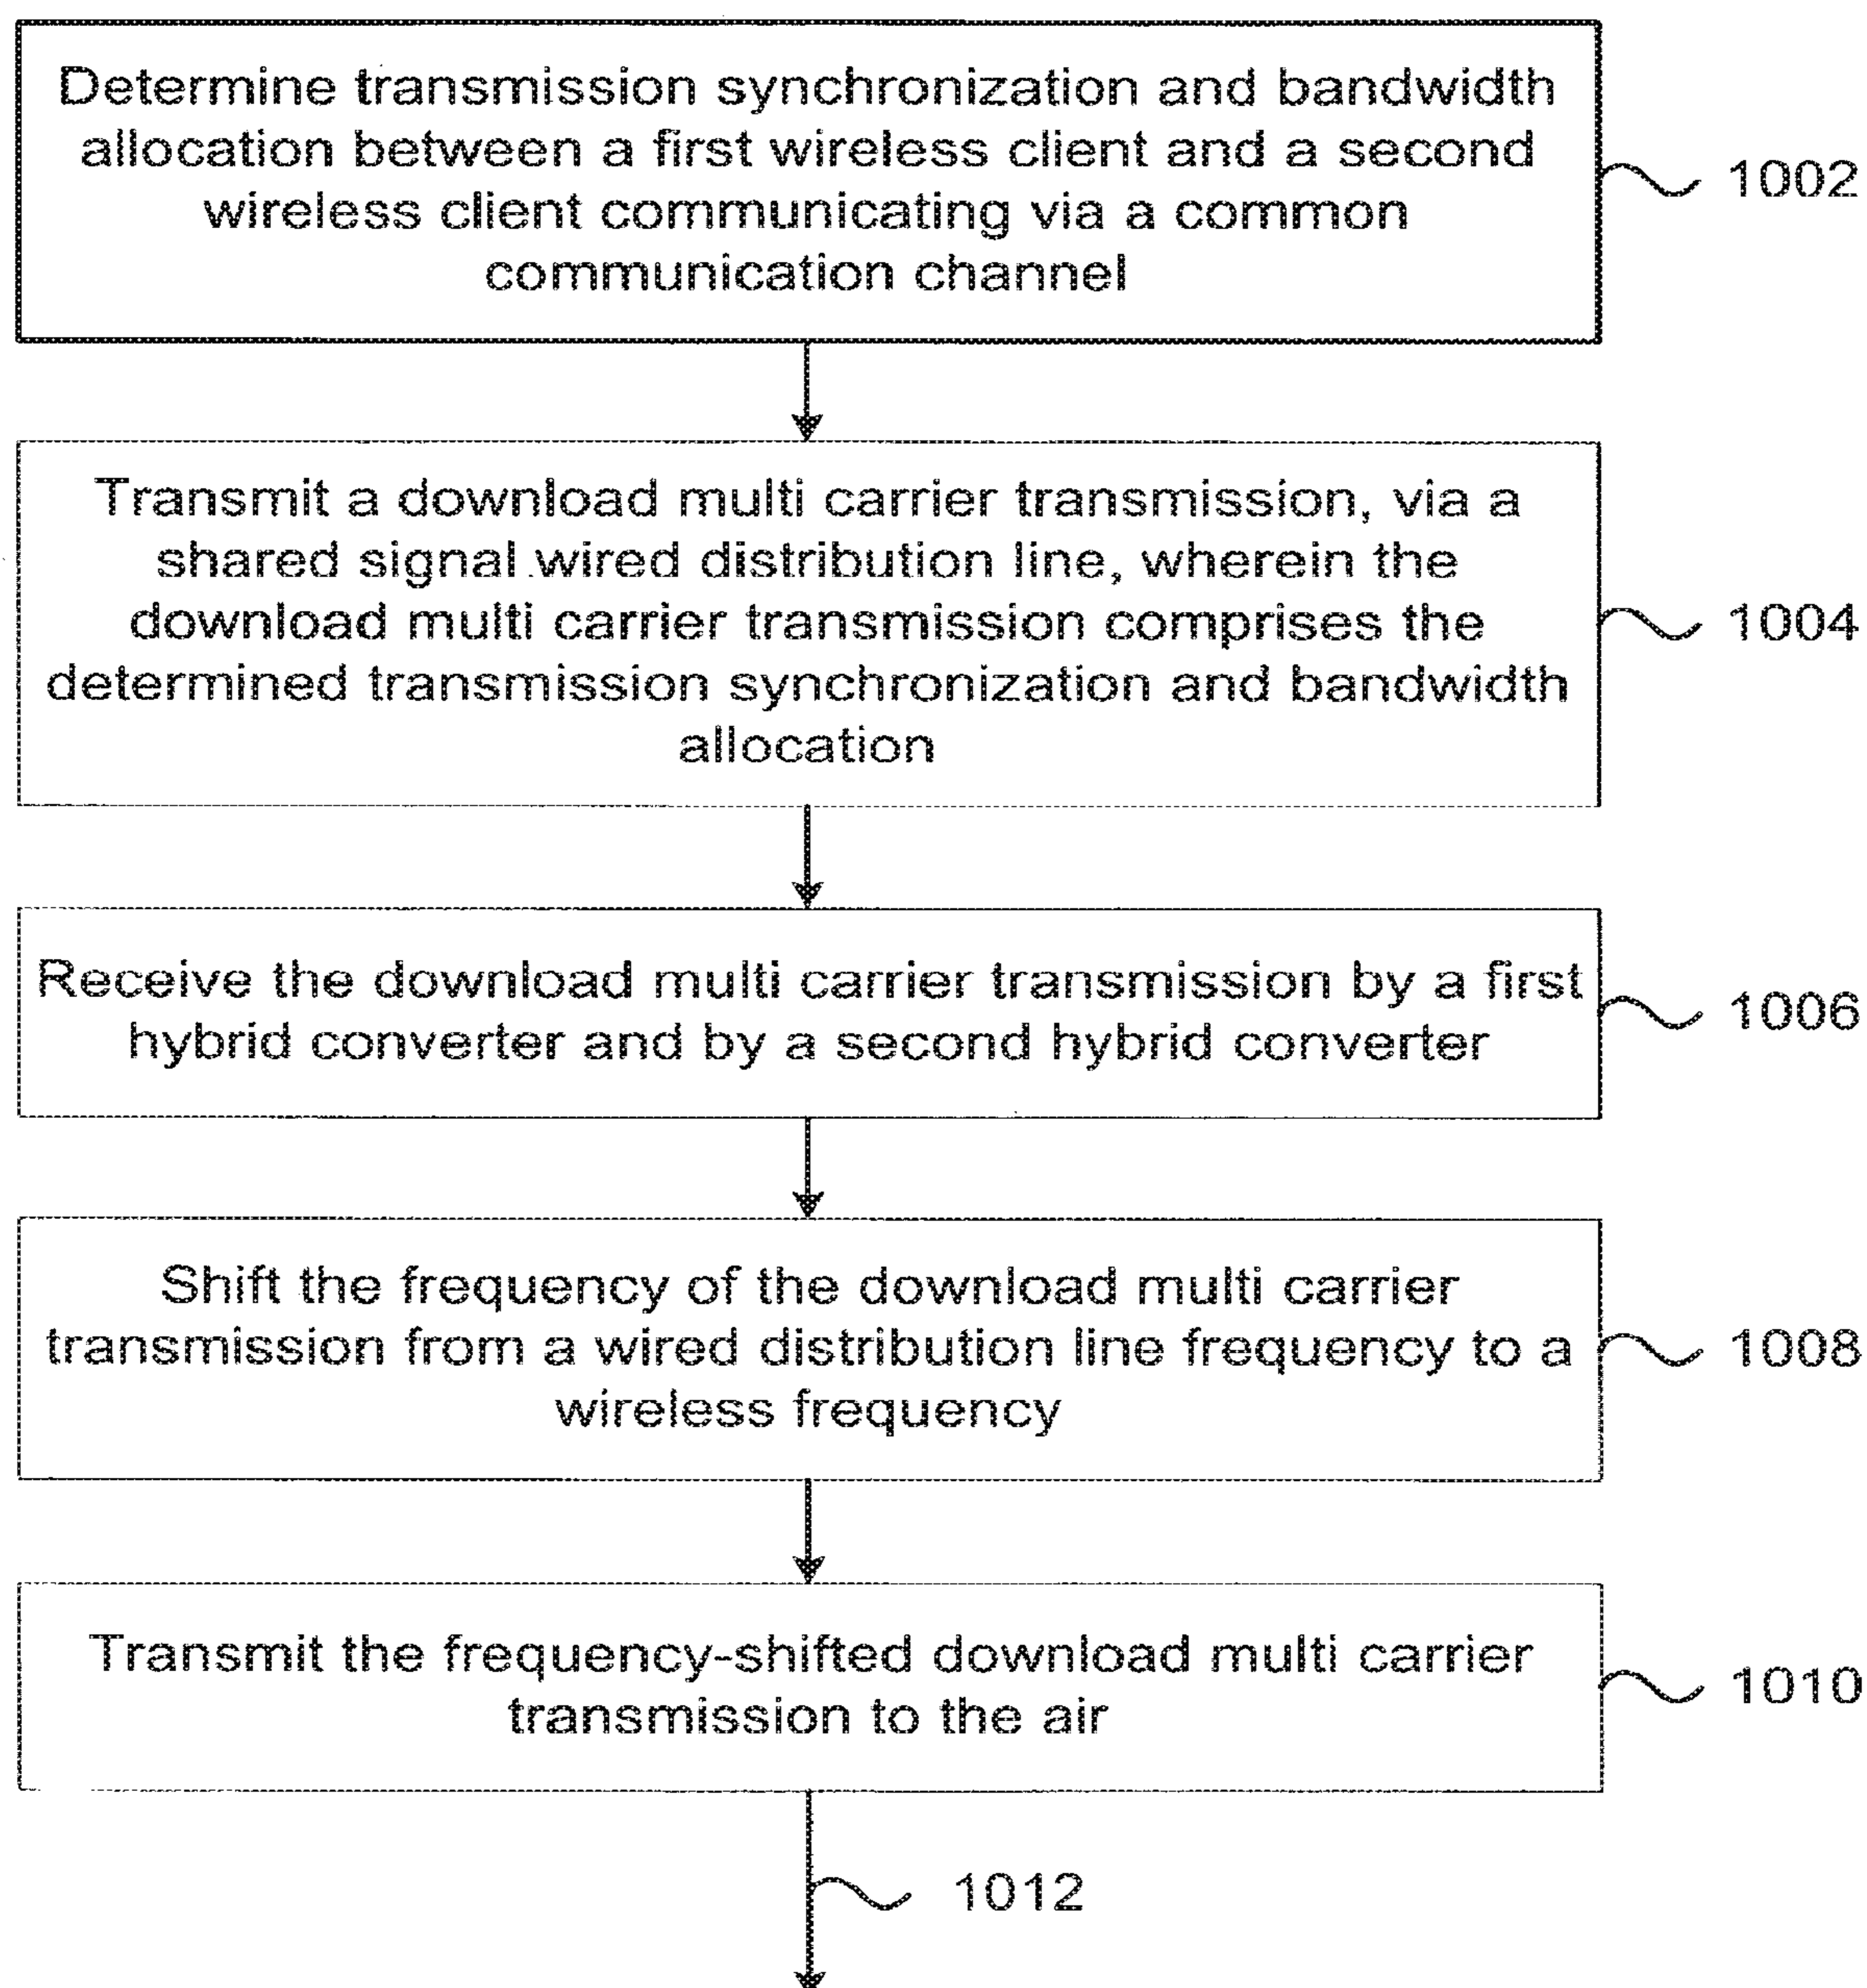 Determine transmission synchronization and bandwidth
allocation between a first wireless client and a second
wireless client communicating via a common
communication channel
1002
Transmit a download multi carrier transmission, via a
shared signal wired distribution line, wherein the
download multi carrier transmission comprises the
determined transmission synchronization and bandwidth
allocation
1004
Receive the download multi carrier transmission by a first
hybrid converter and by a second hybrid converter
1006
Shift the frequency of the download multi carrier
transmission from a wired distribution line frequency to a
wireless frequency
1008
Transmit the frequency-shifted download multi carrier
transmission to the air
1010
1012